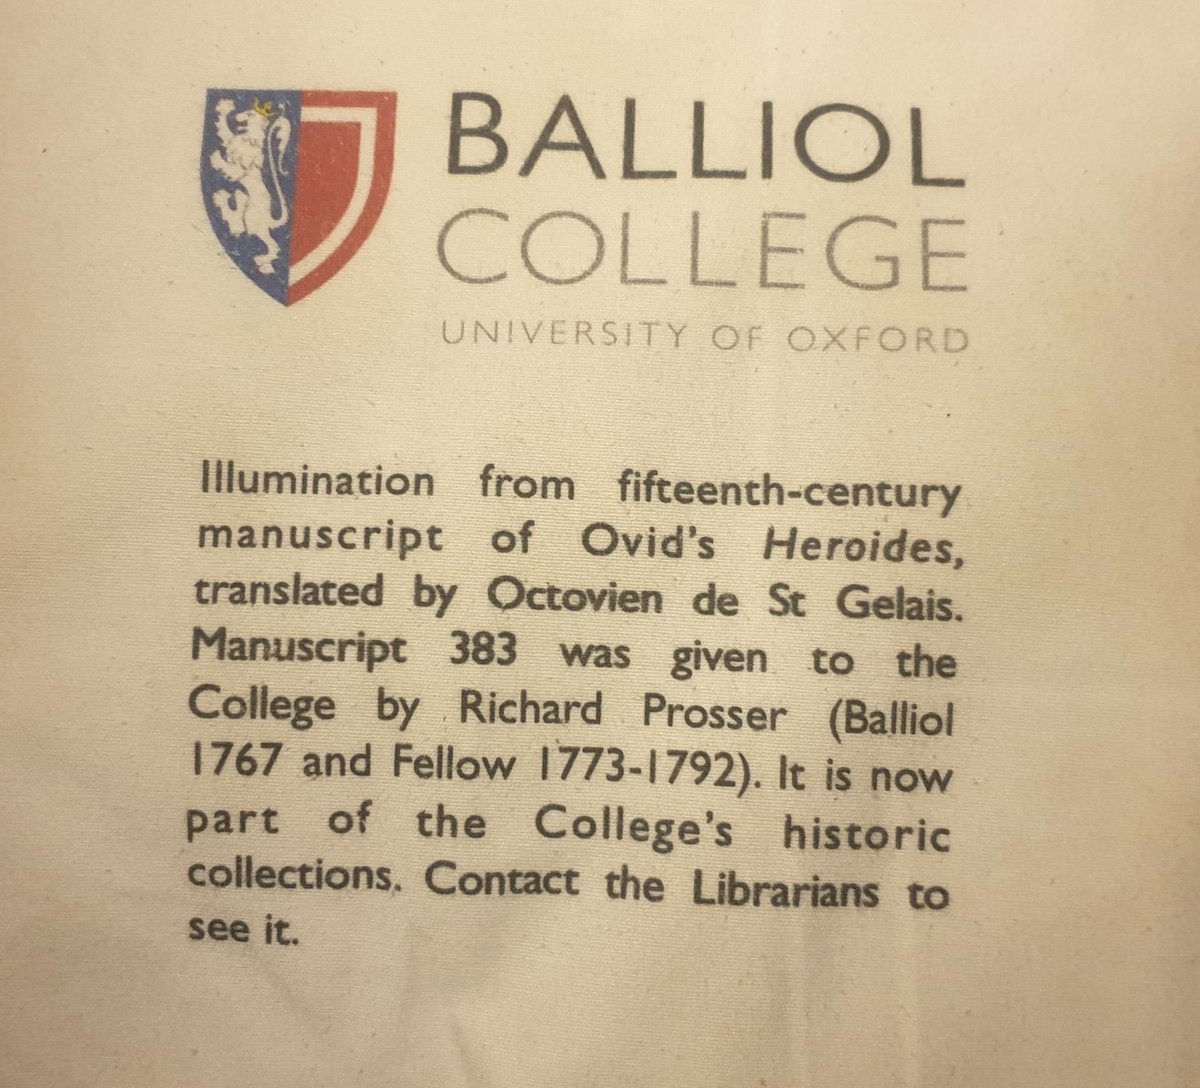 BALLIOL
COLLEGE
UNIVERSITY OF OXFORD
Illumination from fifteenth-century
manuscript of Ovid's Heroides,
translated by Octovien de St Gelais.
Manuscript 383 was given to the
College by Richard Prosser (Balliol
1767 and Fellow 1773-1792). It is now
part of the College's historic
collections. Contact the Librarians to
see it.